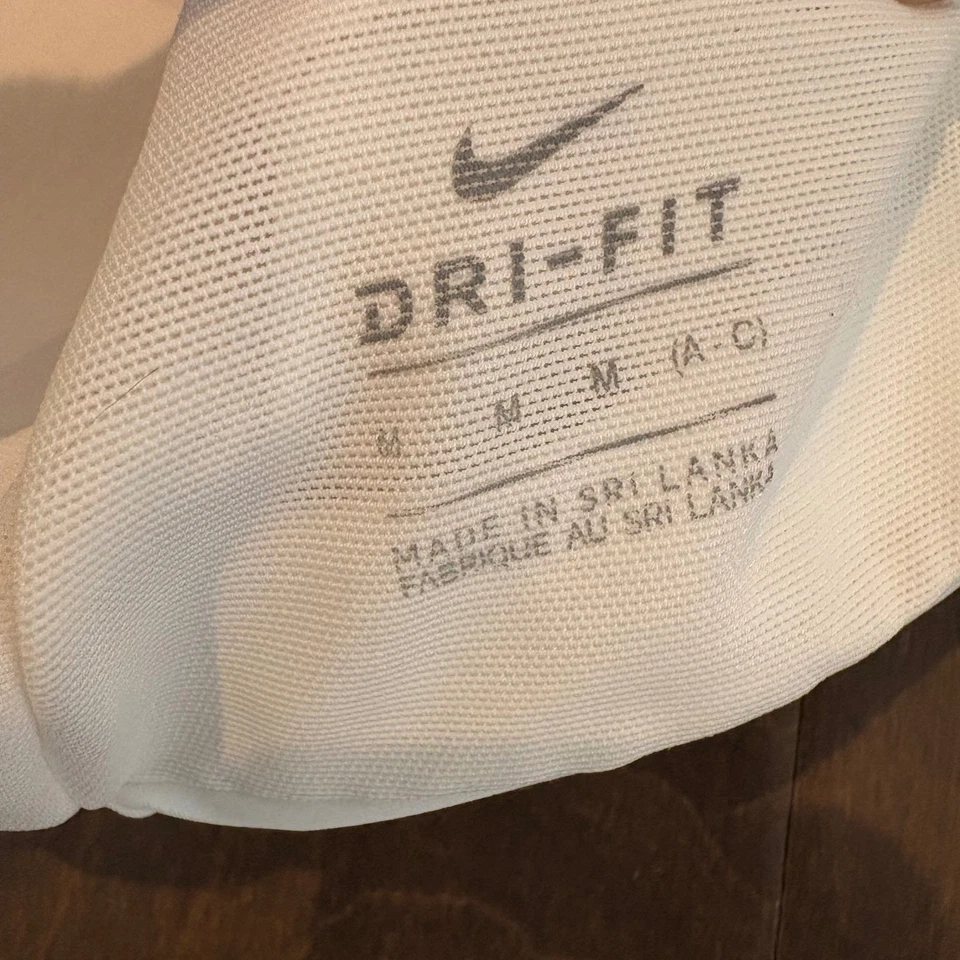 DRI-FIT
M M M (A-C)
MADE IN SRI LANKA
FABRIQUE AU SRI LANKA